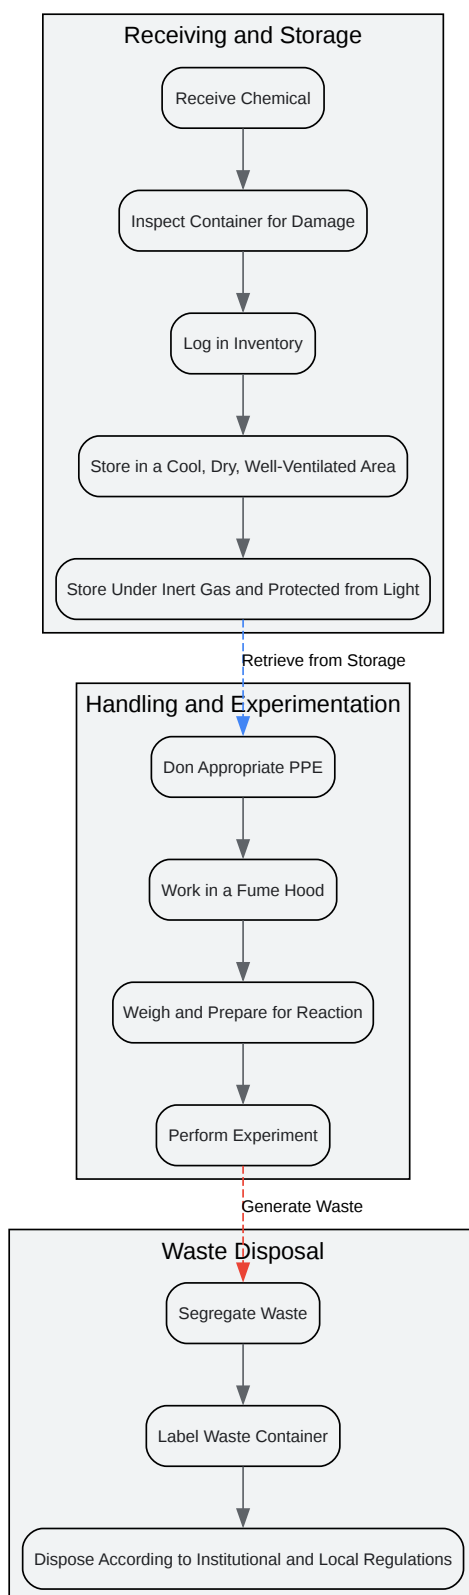 Receiving and Storage
Receive Chemical
Inspect Container for Damage
Log in Inventory
Store in a Cool, Dry, Well-Ventilated Area
Store Under Inert Gas and Protected from Light
Retrieve from Storage
Handling and Experimentation
Don Appropriate PPE
Work in a Fume Hood
Weigh and Prepare for Reaction
Perform Experiment
Generate Waste
Waste Disposal
Segregate Waste
Label Waste Container
Dispose According to Institutional and Local Regulations